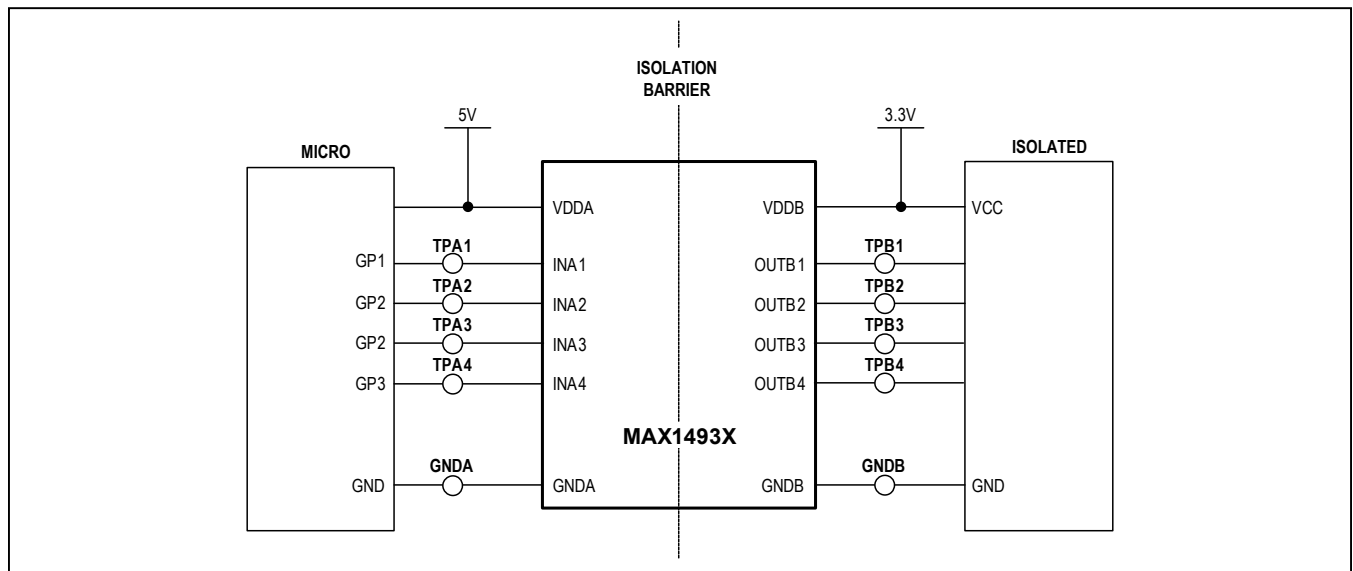 ISOLATION
BARRIER
5V
3.3V
MICRO
ISOLATED
VDDA
VDDB
VCC
GP1
TPA1
INA1
OUTB1
TPB1
GP2
TPA2
INA2
OUTB2
TPB2
GP2
TPA3
INA3
OUTB3
TPB3
GP3
TPA4
INA4
OUTB4
TPB4
MAX1493X
GND
GNDA
GNDA
GNDB
GNDB
GND